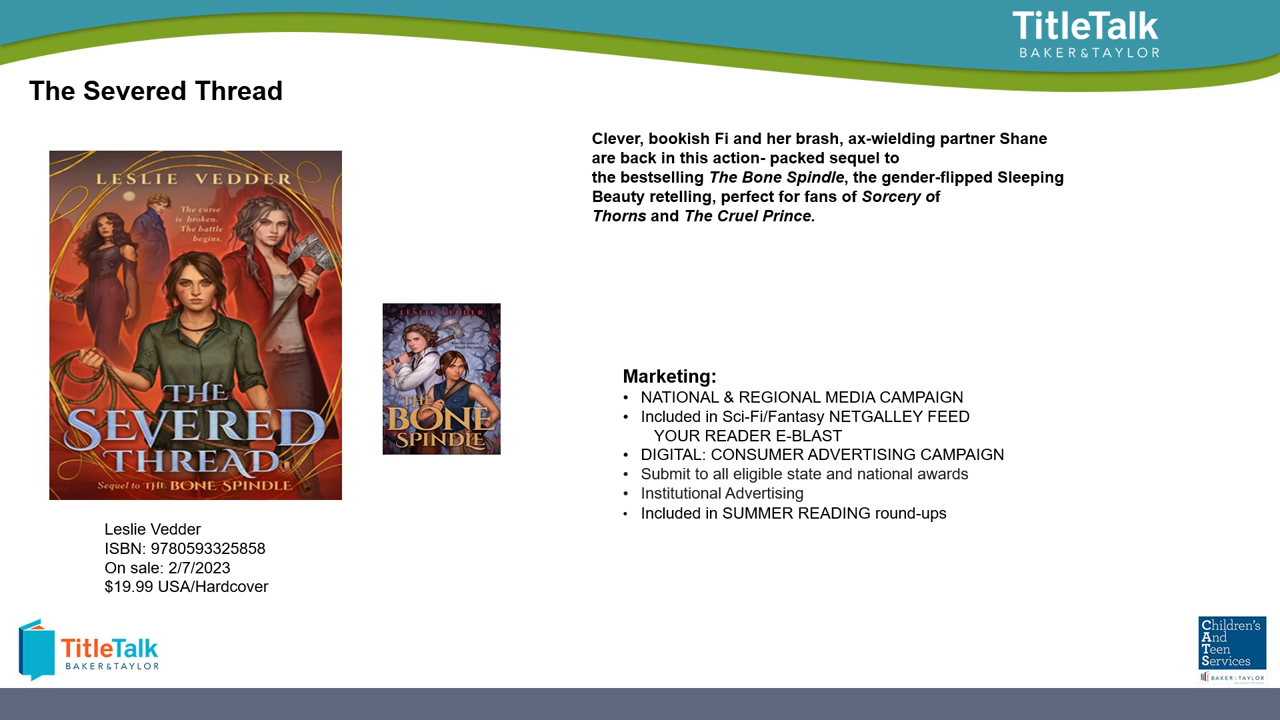 TitleTalk
BAKER & TAYLOR
The Severed Thread
LESLIE VEDDER
The curse
is broken.
The battle
begins.
THE
SEVERED
THREAD
Sequel to THE BONE SPINDLE
LESLIE VEDDER
THE
BONE
SPINDLE
Clever, bookish Fi and her brash, ax-wielding partner Shane
are back in this action- packed sequel to
the bestselling The Bone Spindle, the gender-flipped Sleeping
Beauty retelling, perfect for fans of Sorcery of
Thorns and The Cruel Prince.
Marketing:
• NATIONAL & REGIONAL MEDIA CAMPAIGN
• Included in Sci-Fi/Fantasy NETGALLEY FEED
YOUR READER E-BLAST
• DIGITAL: CONSUMER ADVERTISING CAMPAIGN
• Submit to all eligible state and national awards
• Institutional Advertising
• Included in SUMMER READING round-ups
Leslie Vedder
ISBN: 9780593325858
On sale: 2/7/2023
$19.99 USA/Hardcover
TitleTalk
BAKER & TAYLOR
Children's
And
Teen
Services
BAKER & TAYLOR